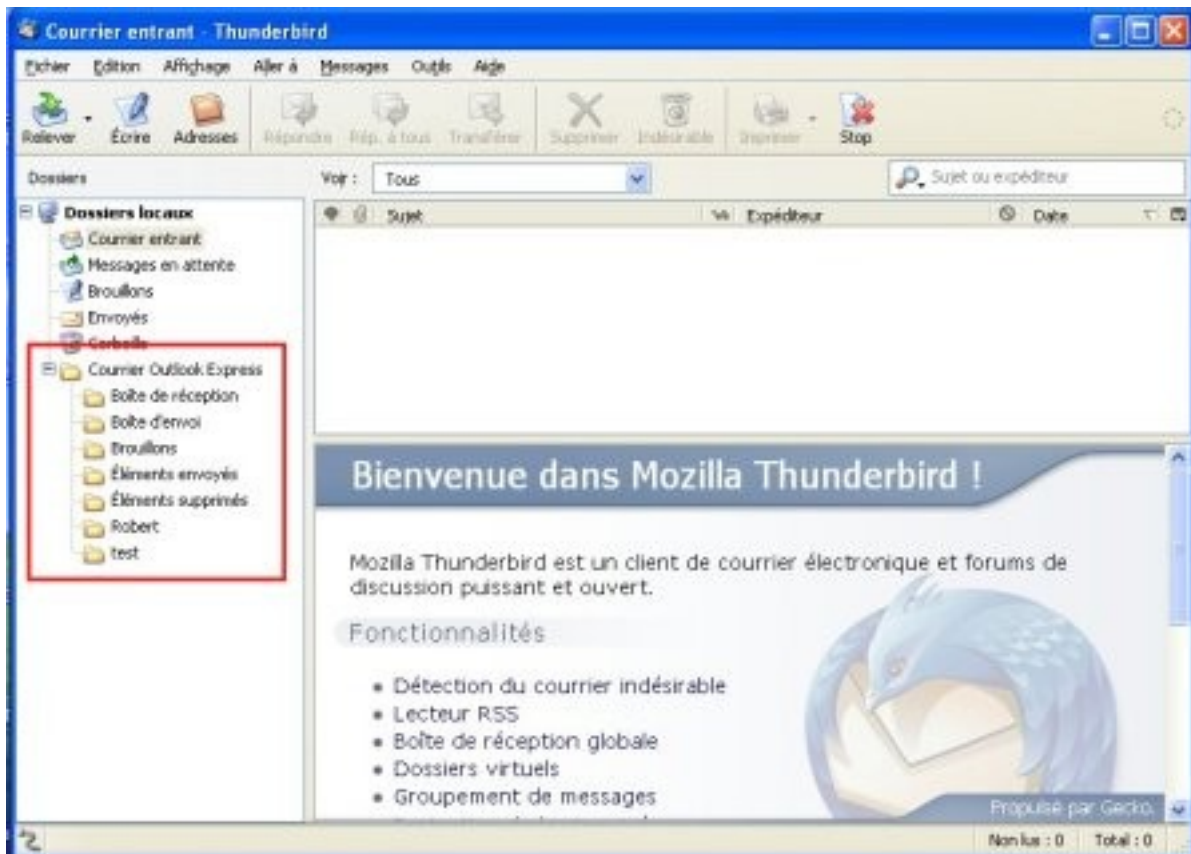 Courrier entrant - Thunderbird
Fichier Edition Affichage Aller à Messages Outils Aide
Relever Écrire Adresses Répondre Rép. à tous Transférer Supprimer Indésirable Imprimer Stop
Dossiers Voir : Tous Sujet ou expéditeur
Dossiers locaux Sujet Expéditeur Date
Courrier entrant
Messages en attente
Brouillons
Envoyés
Corbeille
Courrier Outlook Express
Boîte de réception
Boîte d'envoi
Brouillons
Éléments envoyés
Éléments supprimés
Robert
test
Bienvenue dans Mozilla Thunderbird !
Mozilla Thunderbird est un client de courrier électronique et forums de
discussion puissant et ouvert.
Fonctionnalités
Détection du courrier indésirable
Lecteur RSS
Boîte de réception globale
Dossiers virtuels
Groupement de messages
Propulsé par Gecko.
Non lus : 0 Total : 0